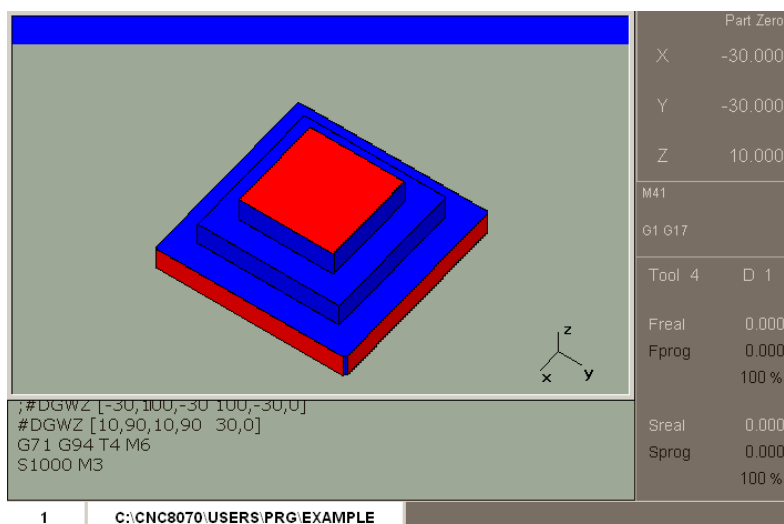 Part Zero
X -30.000
Y -30.000
Z 10.000
M41
G1 G17
Tool 4 D 1
Freal 0.000
Fprog 0.000
100 %
Sreal 0.000
Sprog 0.000
100 %
z
x y
;#DGWZ [-30,100,-30 100,-30,0]
#DGWZ [10,90,10,90 30,0]
G71 G94 T4 M6
S1000 M3
1 C:\CNC8070\USERS\PRG\EXAMPLE